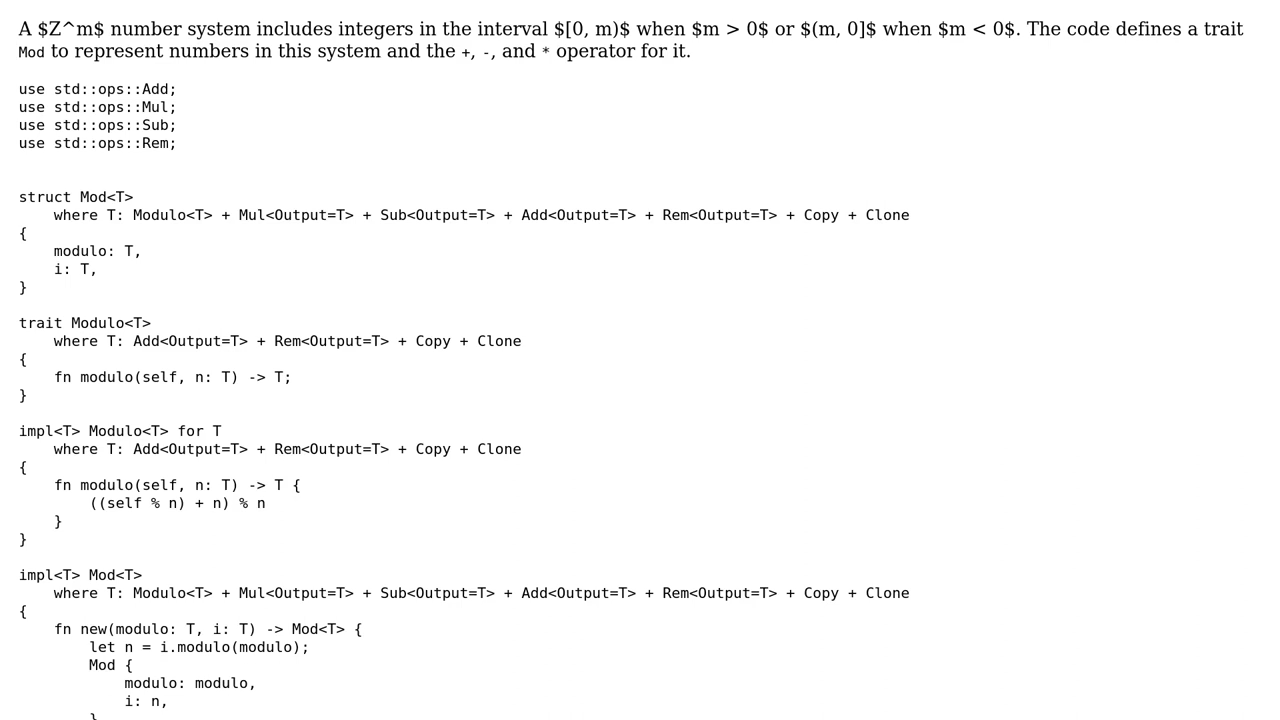 A $Z^m$ number system includes integers in the interval $[0, m)$ when $m > 0$ or $(m, 0]$ when $m < 0$. The code defines a trait
Mod to represent numbers in this system and the +, -, and * operator for it.
use std::ops::Add;
use std::ops::Mul;
use std::ops::Sub;
use std::ops::Rem;
struct Mod<T>
    where T: Modulo<T> + Mul<Output=T> + Sub<Output=T> + Add<Output=T> + Rem<Output=T> + Copy + Clone
{
    modulo: T,
    i: T,
}
trait Modulo<T>
    where T: Add<Output=T> + Rem<Output=T> + Copy + Clone
{
    fn modulo(self, n: T) -> T;
}
impl<T> Modulo<T> for T
    where T: Add<Output=T> + Rem<Output=T> + Copy + Clone
{
    fn modulo(self, n: T) -> T {
        ((self % n) + n) % n
    }
}
impl<T> Mod<T>
    where T: Modulo<T> + Mul<Output=T> + Sub<Output=T> + Add<Output=T> + Rem<Output=T> + Copy + Clone
{
    fn new(modulo: T, i: T) -> Mod<T> {
        let n = i.modulo(modulo);
        Mod {
            modulo: modulo,
            i: n,
        }